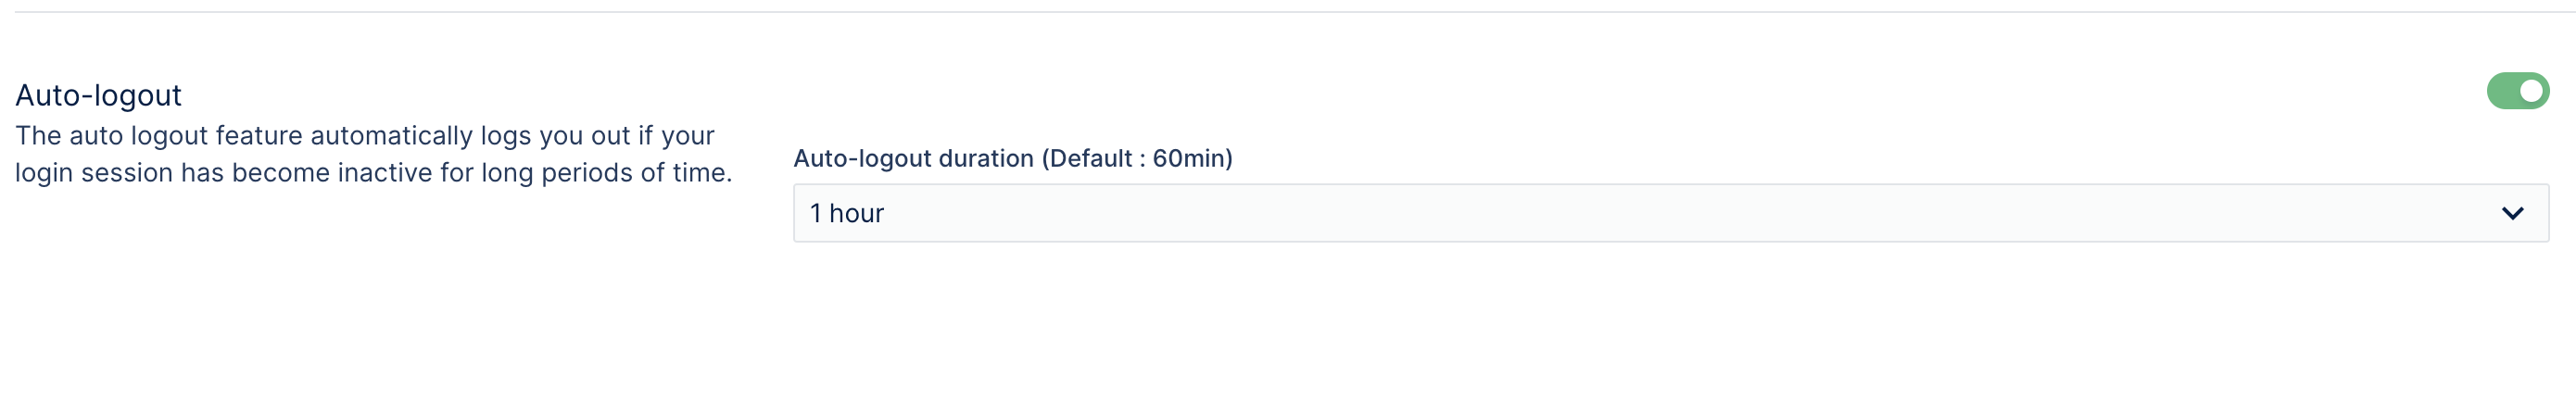 Auto-logout
The auto logout feature automatically logs you out if your
login session has become inactive for long periods of time.
Auto-logout duration (Default : 60min)
1 hour